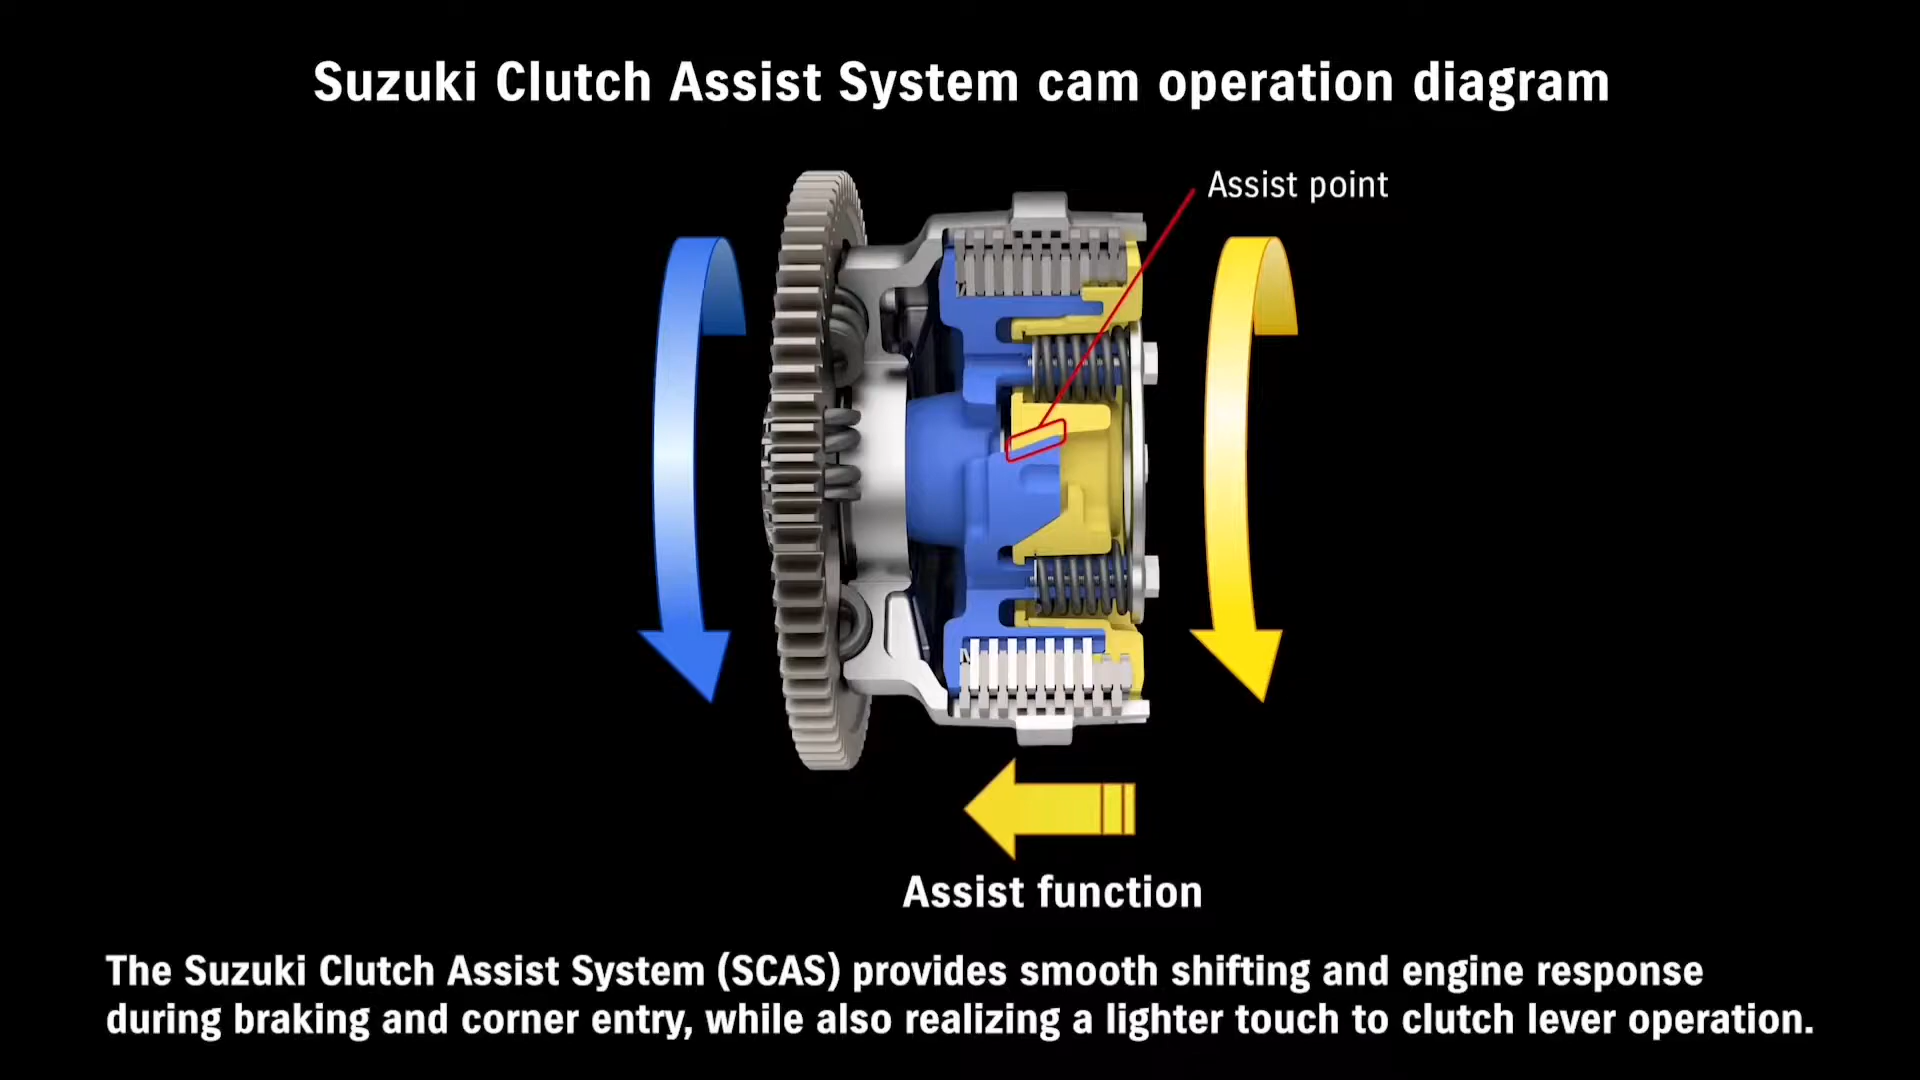 Suzuki Clutch Assist System cam operation diagram
Assist point
Assist function
The Suzuki Clutch Assist System (SCAS) provides smooth shifting and engine response
during braking and corner entry, while also realizing a lighter touch to clutch lever operation.